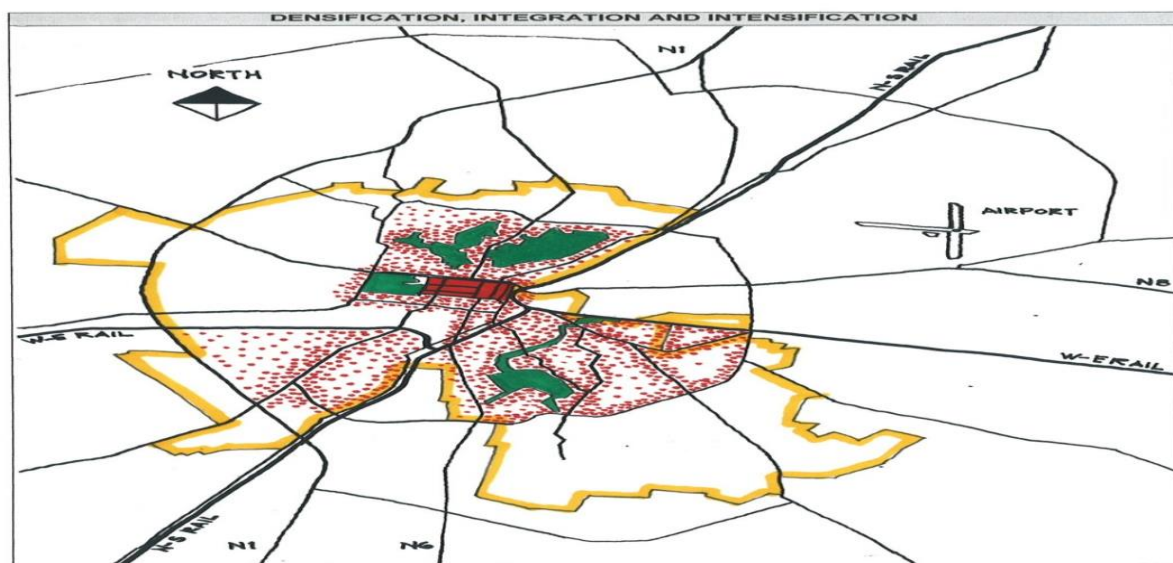 DENSIFICATION, INTEGRATION AND INTENSIFICATION
N1
NORTH
N-S RAIL
AIRPORT
N8
W-E RAIL
W-E RAIL
N-S RAIL
N1
N6